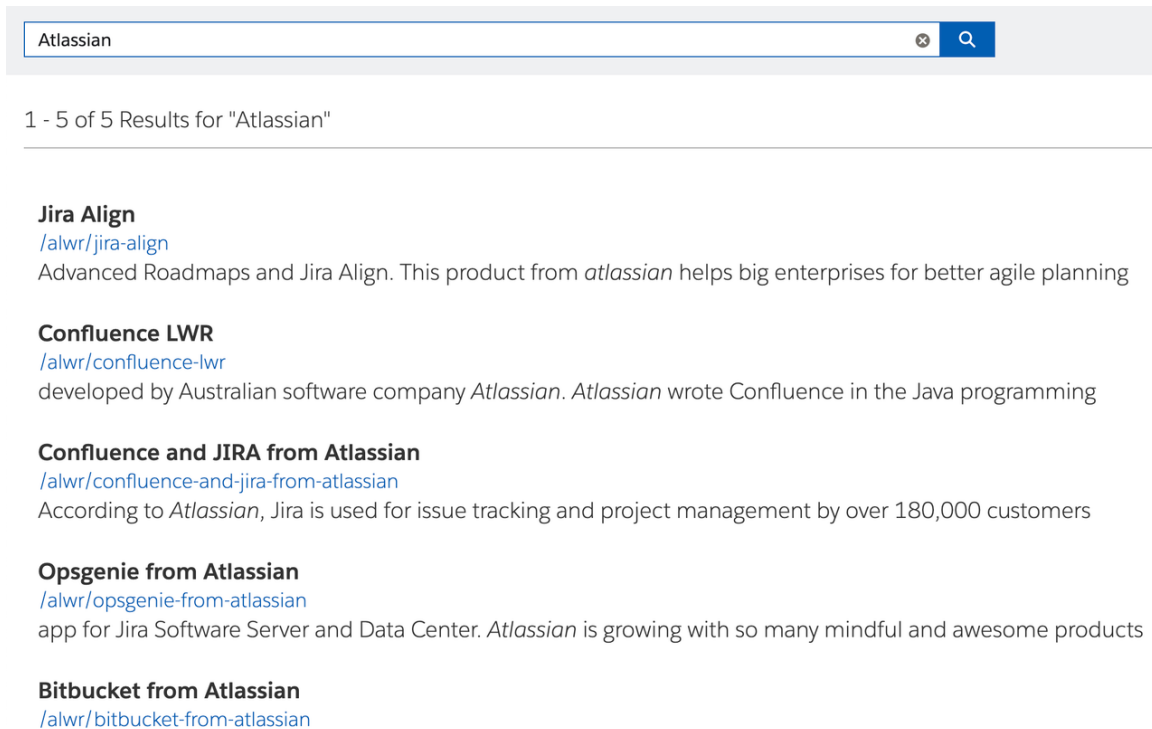 Atlassian
1 - 5 of 5 Results for "Atlassian"
Jira Align
/alwr/jira-align
Advanced Roadmaps and Jira Align. This product from atlassian helps big enterprises for better agile planning
Confluence LWR
/alwr/confluence-lwr
developed by Australian software company Atlassian. Atlassian wrote Confluence in the Java programming
Confluence and JIRA from Atlassian
/alwr/confluence-and-jira-from-atlassian
According to Atlassian, Jira is used for issue tracking and project management by over 180,000 customers
Opsgenie from Atlassian
/alwr/opsgenie-from-atlassian
app for Jira Software Server and Data Center. Atlassian is growing with so many mindful and awesome products
Bitbucket from Atlassian
/alwr/bitbucket-from-atlassian